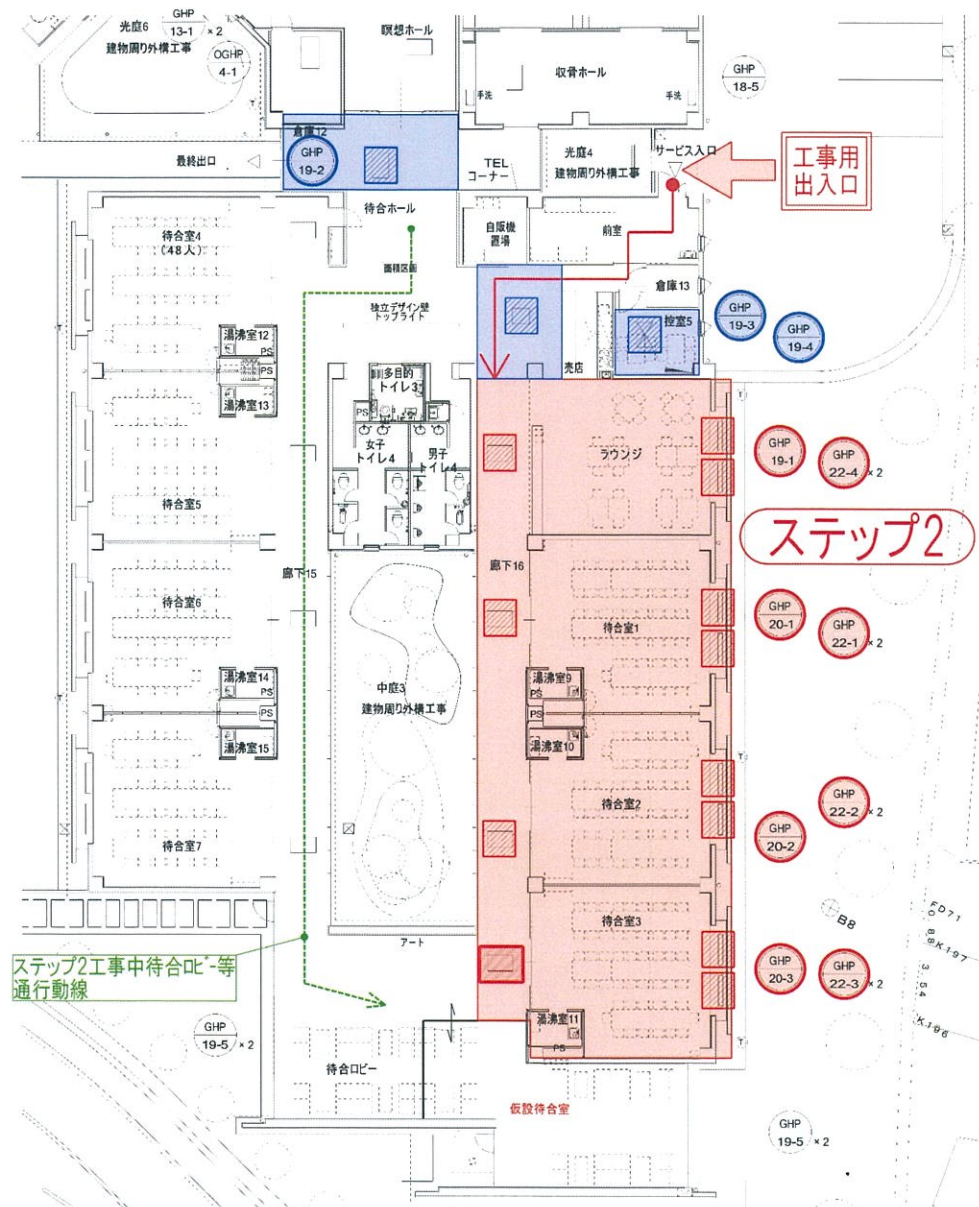 光庭6
建物周り外構工事
GHP
13-1
× 2
OGHP
4-1
瞑想ホール
収骨ホール
手洗
手洗
GHP
18-5
倉庫12
GHP
19-2
最終出口
TEL
コーナー
光庭4
建物周り外構工事
サービス入口
工事用
出入口
待合室4
(48人)
待合ホール
自販機
置場
前室
面積区画
倉庫13
独立デザイン壁
トップライト
控室5
GHP
19-3
GHP
19-4
湯沸室12
PS
PS
湯沸室13
売店
多目的
トイレ3
PS
女子
トイレ4
男子
トイレ4
ラウンジ
GHP
19-1
GHP
22-4
× 2
ステップ2
待合室5
廊下15
廊下16
待合室6
待合室1
GHP
20-1
GHP
22-1
× 2
湯沸室14
PS
PS
湯沸室15
中庭3
建物周り外構工事
湯沸室9
PS
PS
湯沸室10
待合室7
待合室2
GHP
22-2
× 2
GHP
20-2
待合室3
B8
FD71
K197
3.54
K196
アート
GHP
20-3
GHP
22-3
× 2
ステップ2工事中待合ロビー等
通行動線
湯沸室11
PS
GHP
19-5
× 2
待合ロビー
仮設待合室
GHP
19-5
× 2